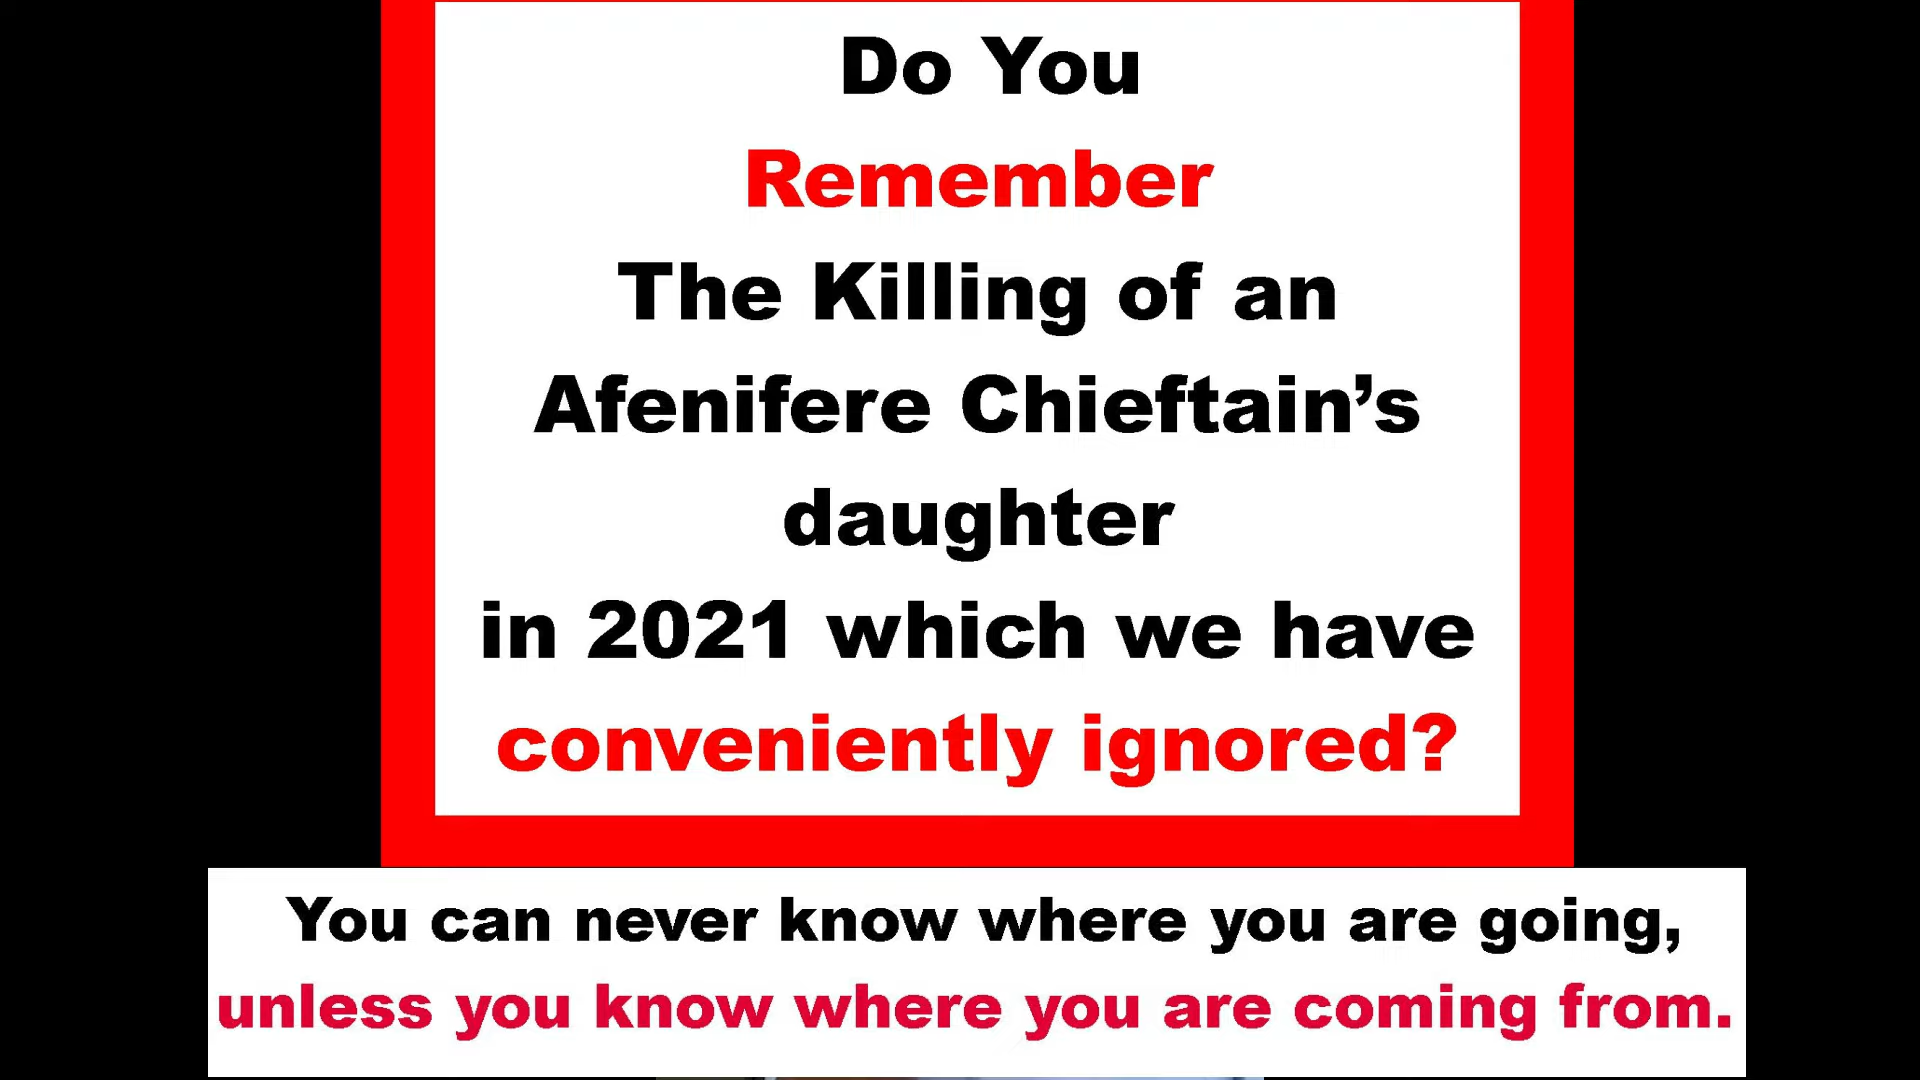 Do You
Remember
The Killing of an
Afenifere Chieftain’s
daughter
in 2021 which we have
conveniently ignored?
You can never know where you are going,
unless you know where you are coming from.